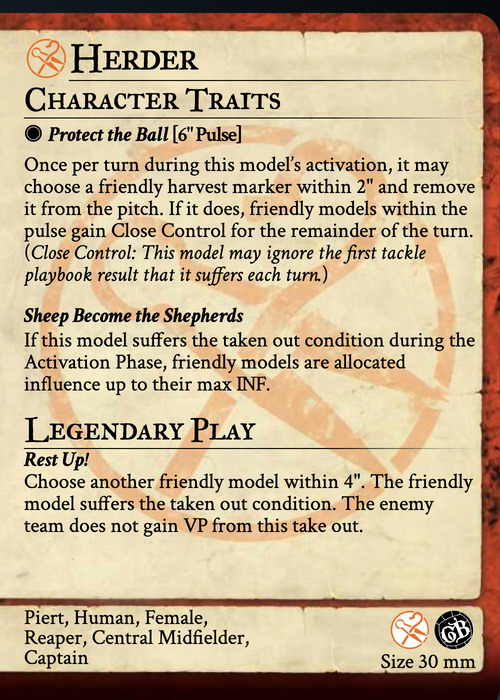 Herder
Character Traits
Protect the Ball [6" Pulse]
Once per turn during this model's activation, it may
choose a friendly harvest marker within 2" and remove
it from the pitch. If it does, friendly models within the
pulse gain Close Control for the remainder of the turn.
(Close Control: This model may ignore the first tackle
playbook result that it suffers each turn.)
Sheep Become the Shepherds
If this model suffers the taken out condition during the
Activation Phase, friendly models are allocated
influence up to their max INF.
Legendary Play
Rest Up!
Choose another friendly model within 4". The friendly
model suffers the taken out condition. The enemy
team does not gain VP from this take out.
Piert, Human, Female,
Reaper, Central Midfielder,
Captain
GB
Size 30 mm